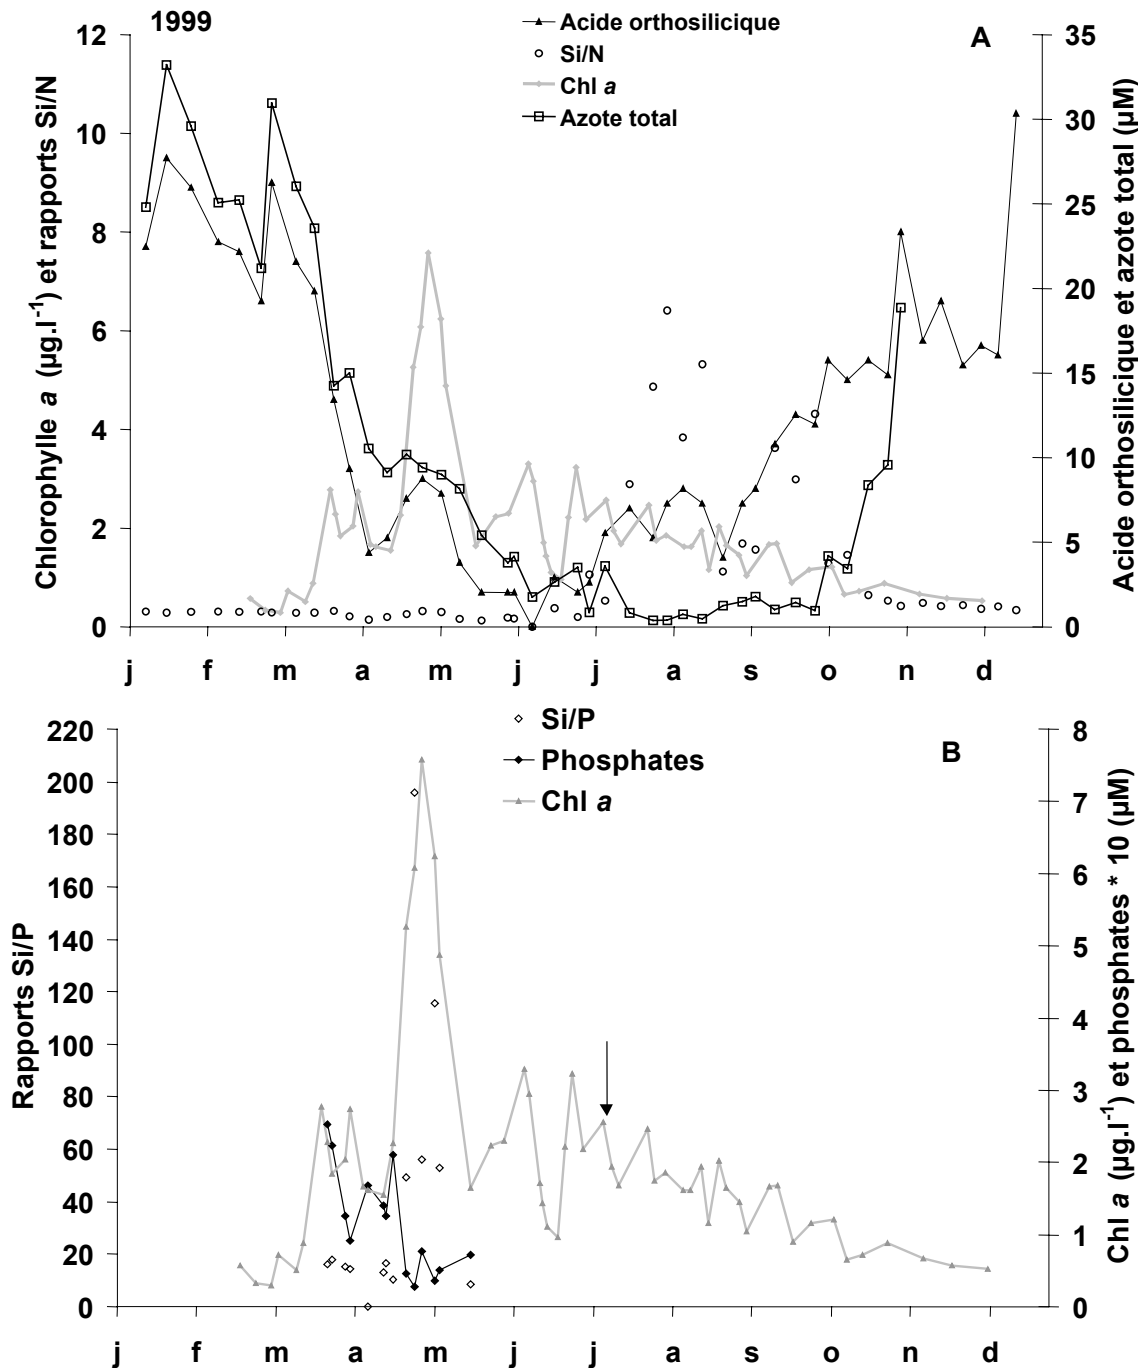 1999
Acide orthosilicique
A
Si/N
Chl a
Azote total
Chlorophylle a (µg.l⁻¹) et rapports Si/N
12
10
8
6
4
2
0
Acide orthosilicique et azote total (µM)
35
30
25
20
15
10
5
0
j f m a m j j a s o n d
Si/P
Phosphates
Chl a
B
Rapports Si/P
220
200
180
160
140
120
100
80
60
40
20
0
Chl a (µg.l⁻¹) et phosphates * 10 (µM)
8
7
6
5
4
3
2
1
0
j f m a m j j a s o n d